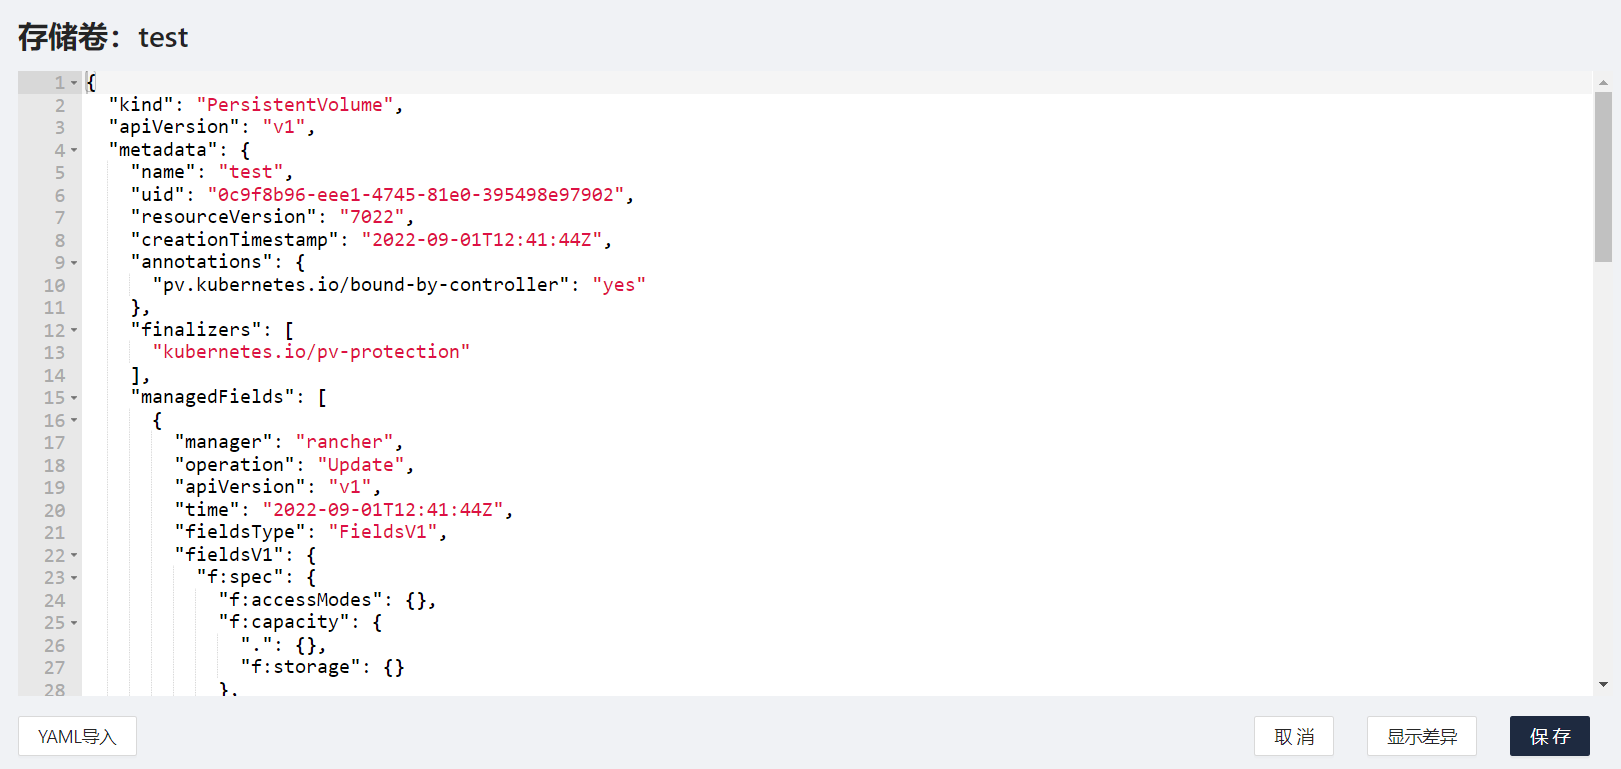 存储卷：test
1 {
2 "kind": "PersistentVolume",
3 "apiVersion": "v1",
4 "metadata": {
5 "name": "test",
6 "uid": "0c9f8b96-eee1-4745-81e0-395498e97902",
7 "resourceVersion": "7022",
8 "creationTimestamp": "2022-09-01T12:41:44Z",
9 "annotations": {
10 "pv.kubernetes.io/bound-by-controller": "yes"
11 },
12 "finalizers": [
13 "kubernetes.io/pv-protection"
14 ],
15 "managedFields": [
16 {
17 "manager": "rancher",
18 "operation": "Update",
19 "apiVersion": "v1",
20 "time": "2022-09-01T12:41:44Z",
21 "fieldsType": "FieldsV1",
22 "fieldsV1": {
23 "f:spec": {
24 "f:accessModes": {},
25 "f:capacity": {
26 ".": {},
27 "f:storage": {}
28 },
YAML导入 取消 显示差异 保存